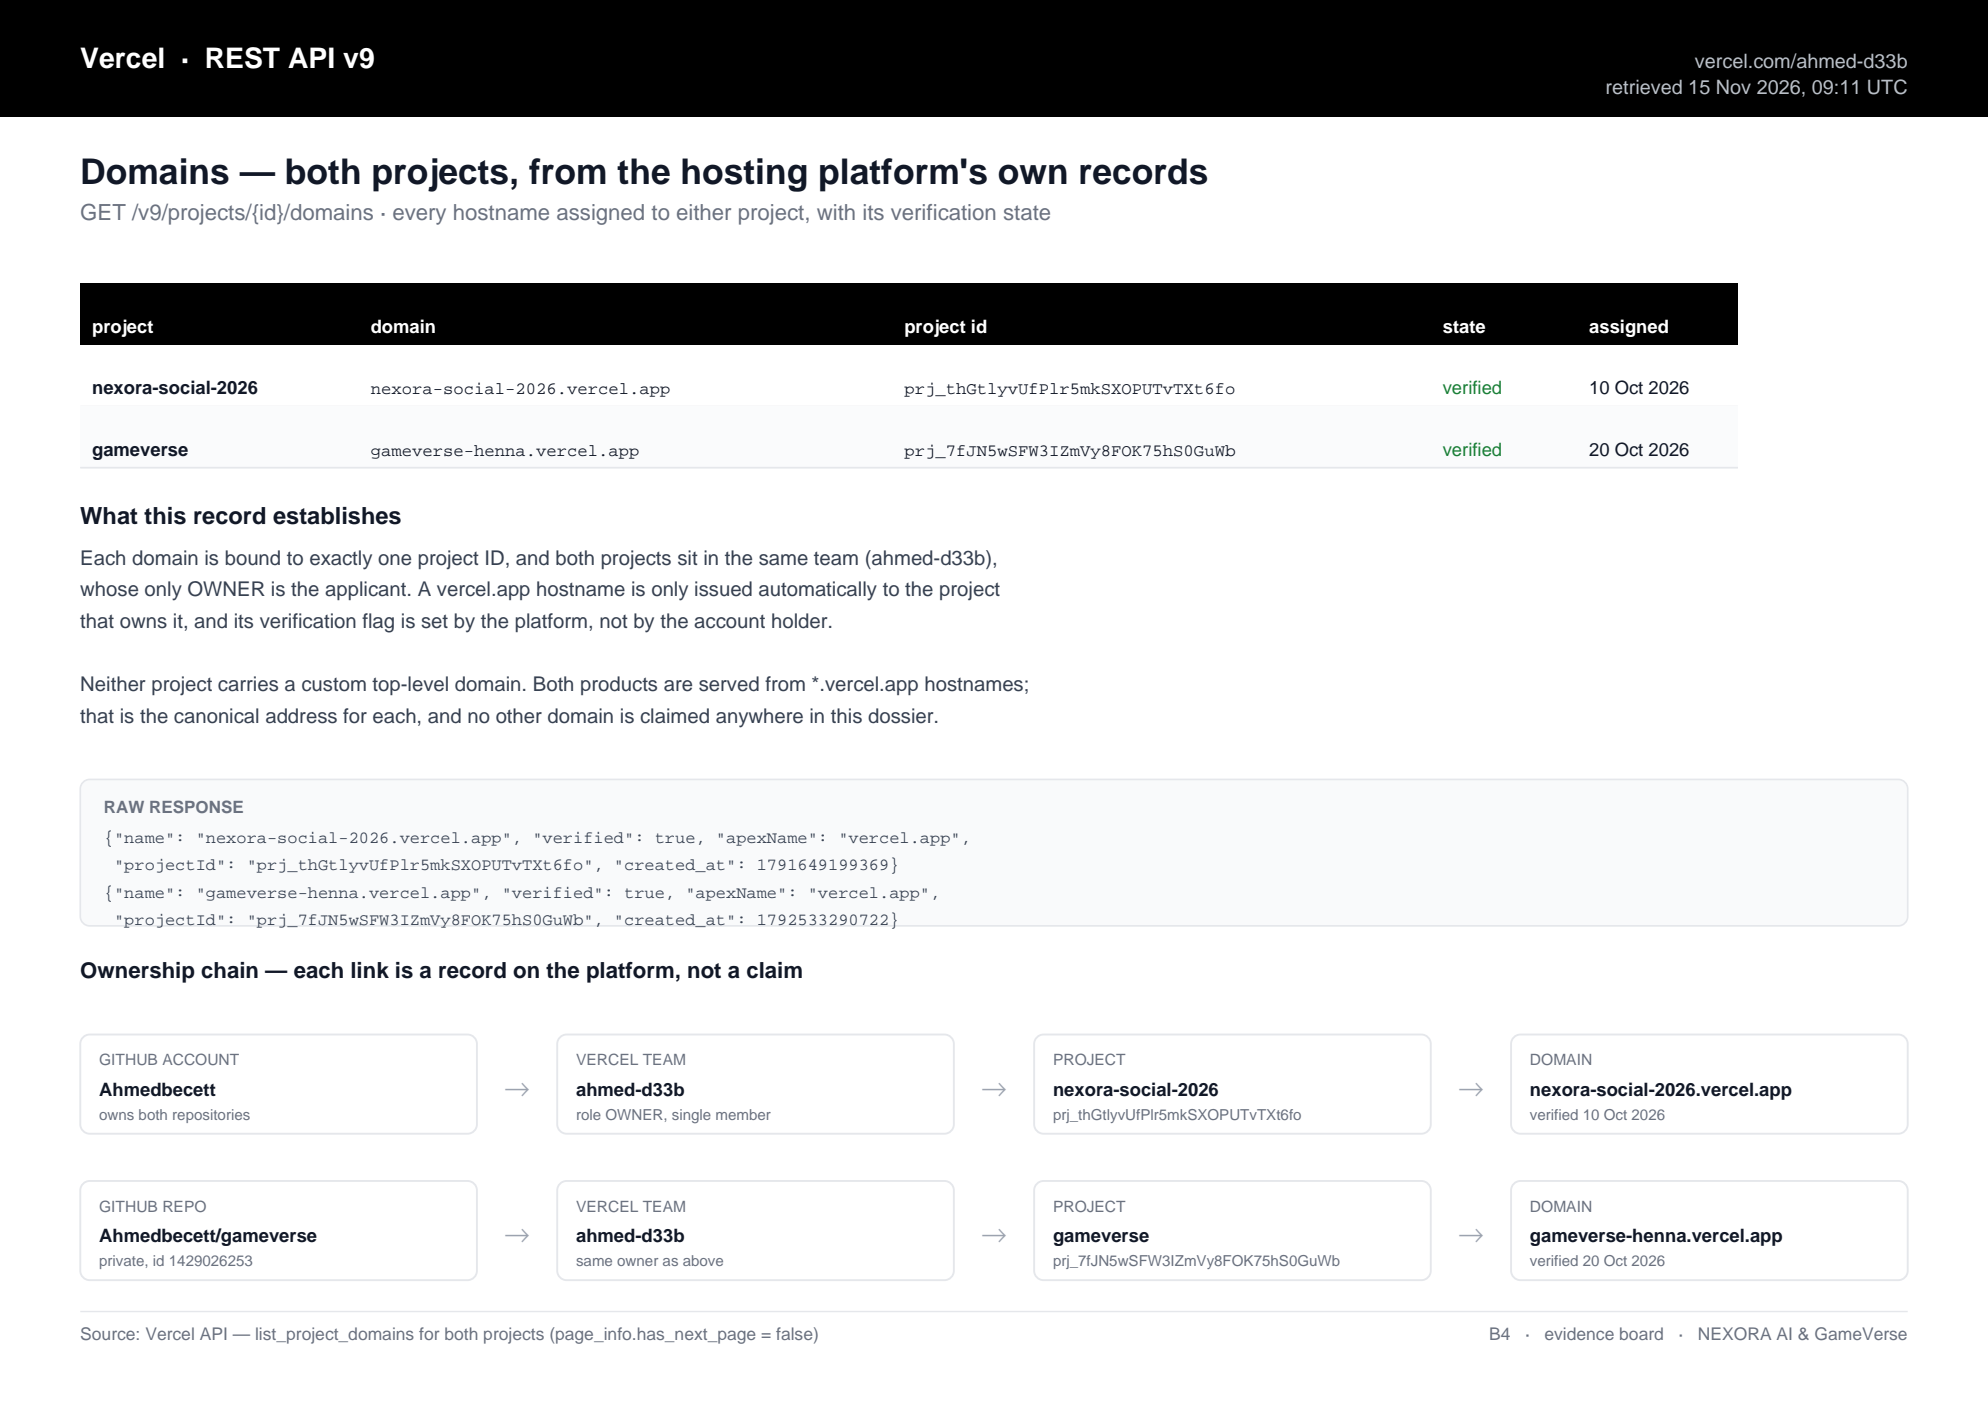 Vercel · REST API v9
vercel.com/ahmed-d33b
retrieved 15 Nov 2026, 09:11 UTC
Domains — both projects, from the hosting platform's own records
GET /v9/projects/{id}/domains · every hostname assigned to either project, with its verification state
project domain project id state assigned
nexora-social-2026 nexora-social-2026.vercel.app prj_thGtlyvUfPlr5mkSXOPUTvTXt6fo verified 10 Oct 2026
gameverse gameverse-henna.vercel.app prj_7fJN5wSFW3IZmVy8FOK75hS0GuWb verified 20 Oct 2026
What this record establishes
Each domain is bound to exactly one project ID, and both projects sit in the same team (ahmed-d33b),
whose only OWNER is the applicant. A vercel.app hostname is only issued automatically to the project
that owns it, and its verification flag is set by the platform, not by the account holder.
Neither project carries a custom top-level domain. Both products are served from *.vercel.app hostnames;
that is the canonical address for each, and no other domain is claimed anywhere in this dossier.
RAW RESPONSE
{"name": "nexora-social-2026.vercel.app", "verified": true, "apexName": "vercel.app",
"projectId": "prj_thGtlyvUfPlr5mkSXOPUTvTXt6fo", "created_at": 1791649199369}
{"name": "gameverse-henna.vercel.app", "verified": true, "apexName": "vercel.app",
"projectId": "prj_7fJN5wSFW3IZmVy8FOK75hS0GuWb", "created_at": 1792533290722}
Ownership chain — each link is a record on the platform, not a claim
GITHUB ACCOUNT
Ahmedbecett
owns both repositories
→
VERCEL TEAM
ahmed-d33b
role OWNER, single member
→
PROJECT
nexora-social-2026
prj_thGtlyvUfPlr5mkSXOPUTvTXt6fo
→
DOMAIN
nexora-social-2026.vercel.app
verified 10 Oct 2026
GITHUB REPO
Ahmedbecett/gameverse
private, id 1429026253
→
VERCEL TEAM
ahmed-d33b
same owner as above
→
PROJECT
gameverse
prj_7fJN5wSFW3IZmVy8FOK75hS0GuWb
→
DOMAIN
gameverse-henna.vercel.app
verified 20 Oct 2026
Source: Vercel API — list_project_domains for both projects (page_info.has_next_page = false)
B4 · evidence board · NEXORA AI & GameVerse